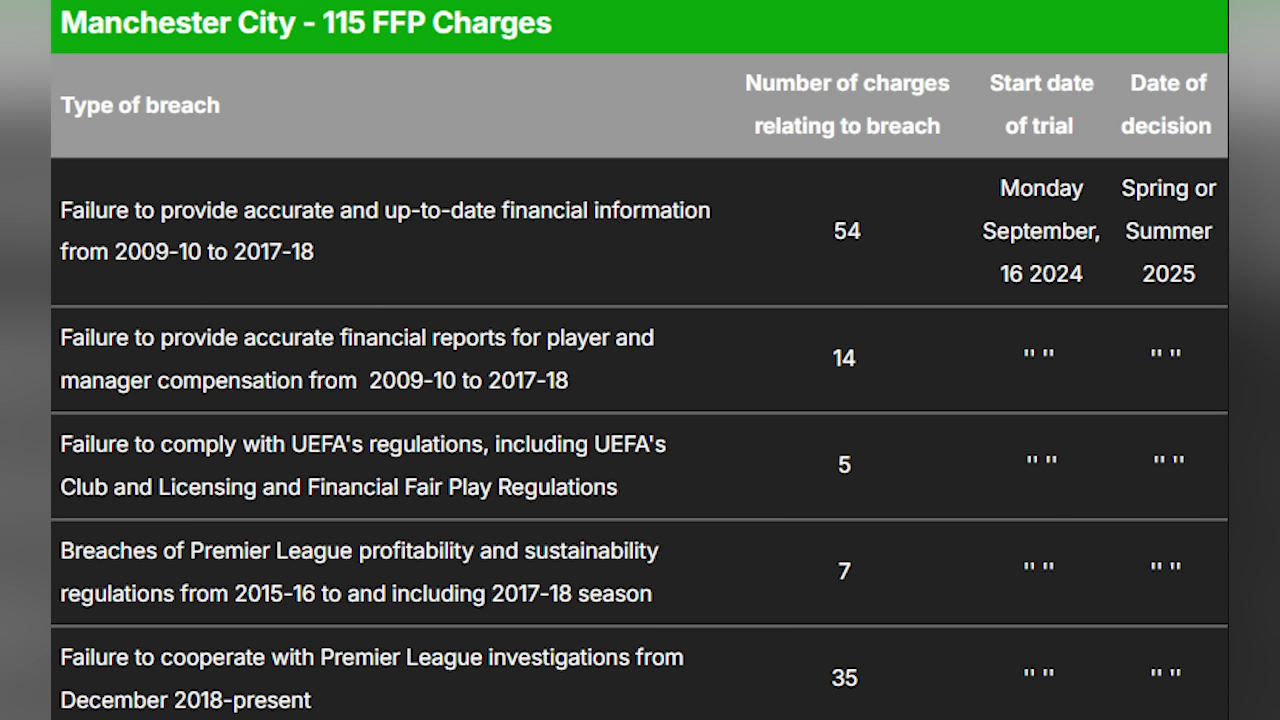 Manchester City - 115 FFP Charges
Type of breach
Number of charges
relating to breach
Start date
of trial
Date of
decision
Failure to provide accurate and up-to-date financial information
from 2009-10 to 2017-18
54
Monday
September,
16 2024
Spring or
Summer
2025
Failure to provide accurate financial reports for player and
manager compensation from  2009-10 to 2017-18
14
" "
" "
Failure to comply with UEFA's regulations, including UEFA's
Club and Licensing and Financial Fair Play Regulations
5
" "
" "
Breaches of Premier League profitability and sustainability
regulations from 2015-16 to and including 2017-18 season
7
" "
" "
Failure to cooperate with Premier League investigations from
December 2018-present
35
" "
" "